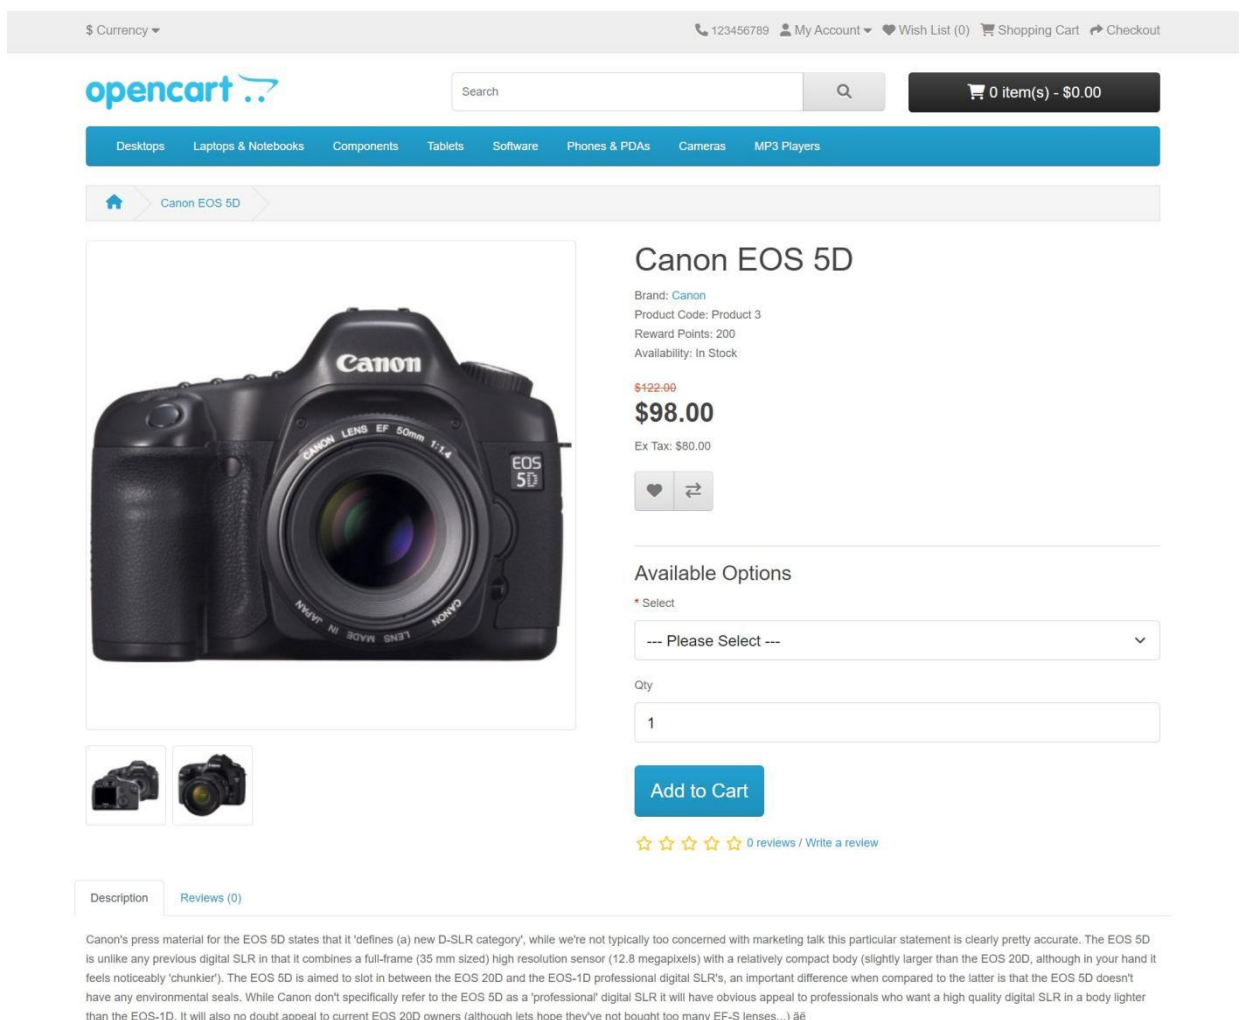 $ Currency
123456789 My Account Wish List (0) Shopping Cart Checkout
opencart
Search
0 item(s) - $0.00
Desktops Laptops & Notebooks Components Tablets Software Phones & PDAs Cameras MP3 Players
Canon EOS 5D
Canon
CANON LENS EF 50mm 1:1.4
EOS
5D
CANON LENS MADE IN JAPAN
Canon EOS 5D
Brand: Canon
Product Code: Product 3
Reward Points: 200
Availability: In Stock
$122.00
$98.00
Ex Tax: $80.00
Available Options
* Select
--- Please Select ---
Qty
1
Add to Cart
0 reviews / Write a review
Description Reviews (0)
Canon's press material for the EOS 5D states that it 'defines (a) new D-SLR category', while we're not typically too concerned with marketing talk this particular statement is clearly pretty accurate. The EOS 5D
is unlike any previous digital SLR in that it combines a full-frame (35 mm sized) high resolution sensor (12.8 megapixels) with a relatively compact body (slightly larger than the EOS 20D, although in your hand it
feels noticeably 'chunkier'). The EOS 5D is aimed to slot in between the EOS 20D and the EOS-1D professional digital SLR's, an important difference when compared to the latter is that the EOS 5D doesn't
have any environmental seals. While Canon don't specifically refer to the EOS 5D as a 'professional' digital SLR it will have obvious appeal to professionals who want a high quality digital SLR in a body lighter
than the EOS-1D. It will also no doubt appeal to current EOS 20D owners (although lets hope they've not bought too many EF-S lenses...) äë